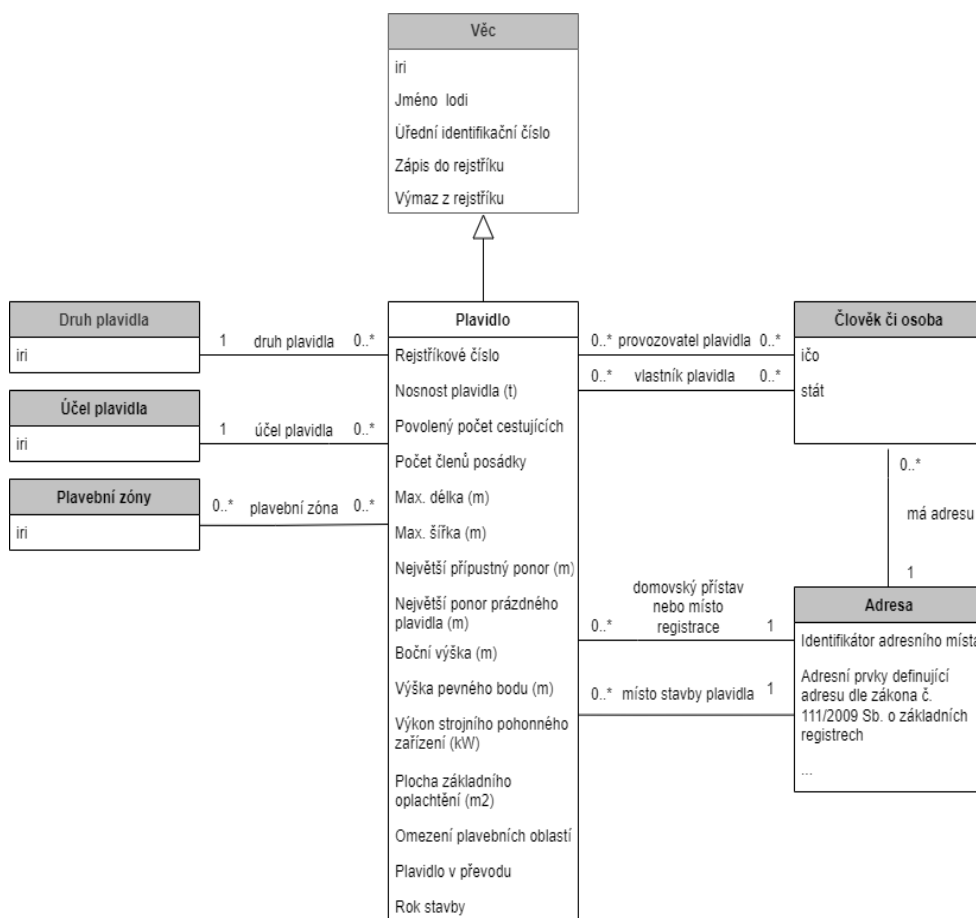 Věc
iri
Jméno lodi
Úřední identifikační číslo
Zápis do rejstříku
Výmaz z rejstříku
Druh plavidla
iri
1 druh plavidla 0..*
Účel plavidla
iri
1 účel plavidla 0..*
Plavební zóny
iri
0..* plavební zóna 0..*
Plavidlo
Rejstříkové číslo
Nosnost plavidla (t)
Povolený počet cestujících
Počet členů posádky
Max. délka (m)
Max. šířka (m)
Největší přípustný ponor (m)
Největší ponor prázdného
plavidla (m)
Boční výška (m)
Výška pevného bodu (m)
Výkon strojního pohonného
zařízení (kW)
Plocha základního
oplachtění (m2)
Omezení plavebních oblastí
Plavidlo v převodu
Rok stavby
0..* provozovatel plavidla 0..*
0..* vlastník plavidla 0..*
Člověk či osoba
ičo
stát
0..*
má adresu
1
domovský přístav
nebo místo
0..* registrace 1
0..* místo stavby plavidla 1
Adresa
Identifikátor adresního místa
Adresní prvky definující
adresu dle zákona č.
111/2009 Sb. o základních
registrech
...